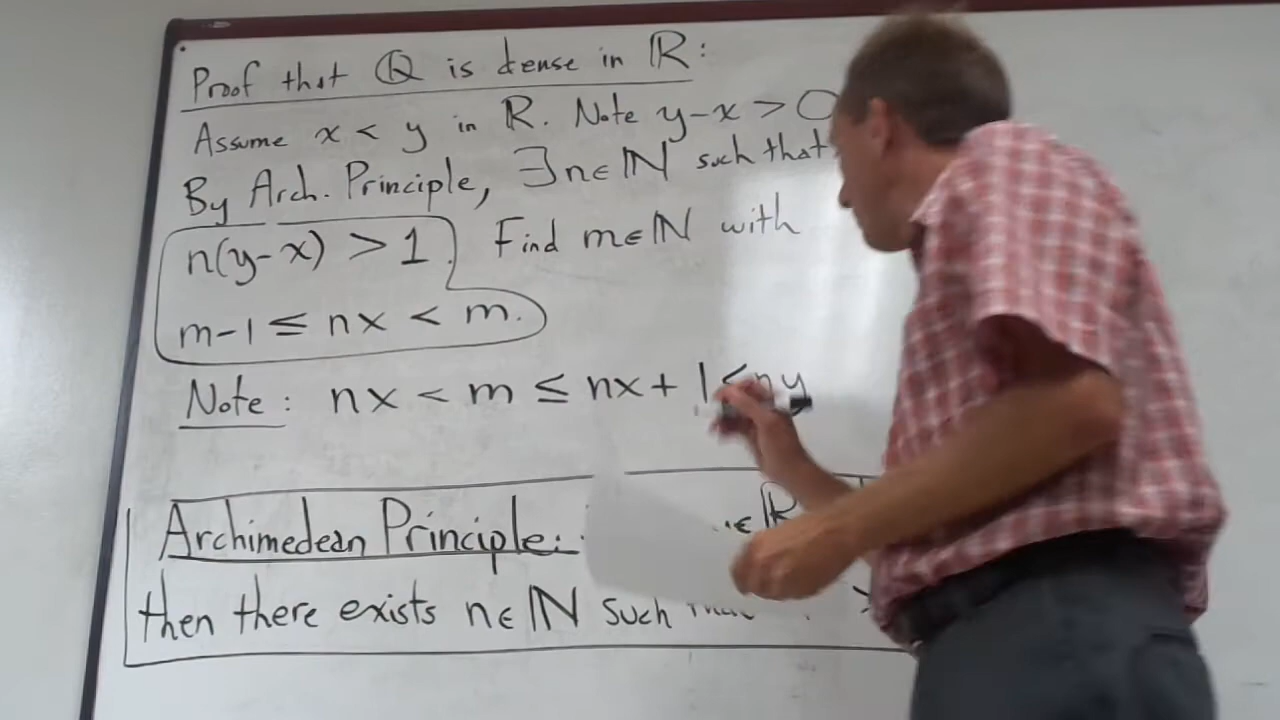 Proof that ℚ is dense in ℝ:
Assume x < y in ℝ. Note y-x > 0
By Arch. Principle, ∃n∈ℕ such that
n(y-x) > 1. Find m∈ℕ with
m-1 ≤ nx < m.
Note: nx < m ≤ nx+1 < ny
Archimedean Principle: ∈ℝ
then there exists n∈ℕ such that